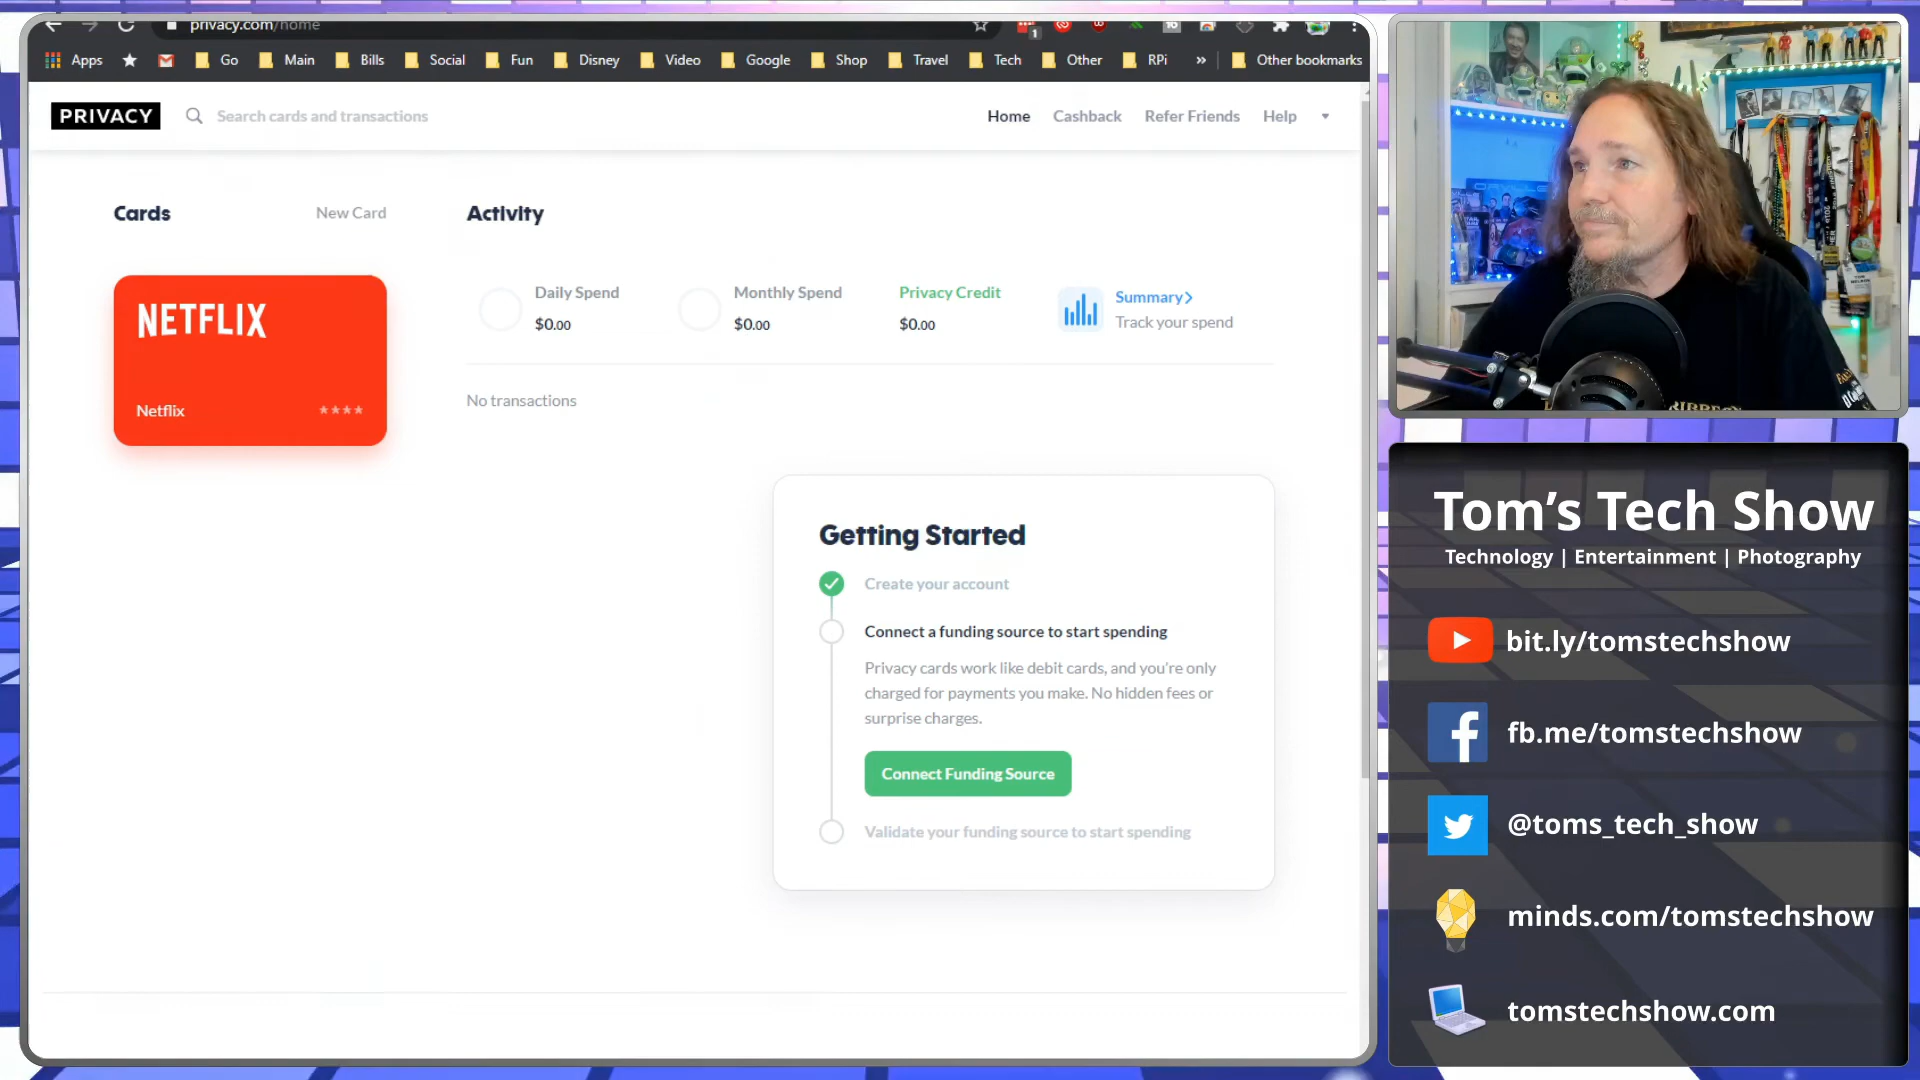 privacy.com/home
1
Apps
Go
Main
Bills
Social
Fun
Disney
Video
Google
Shop
Travel
Tech
Other
RPi
»
Other bookmarks
PRIVACY
Search cards and transactions
Home
Cashback
Refer Friends
Help
Cards
New Card
Activity
NETFLIX
Netflix
****
Daily Spend
$0.00
Monthly Spend
$0.00
Privacy Credit
$0.00
Summary>
Track your spend
No transactions
Getting Started
Create your account
Connect a funding source to start spending
Privacy cards work like debit cards, and you're only
charged for payments you make. No hidden fees or
surprise charges.
Connect Funding Source
Validate your funding source to start spending
Tom's Tech Show
Technology | Entertainment | Photography
bit.ly/tomstechshow
fb.me/tomstechshow
@toms_tech_show
minds.com/tomstechshow
tomstechshow.com